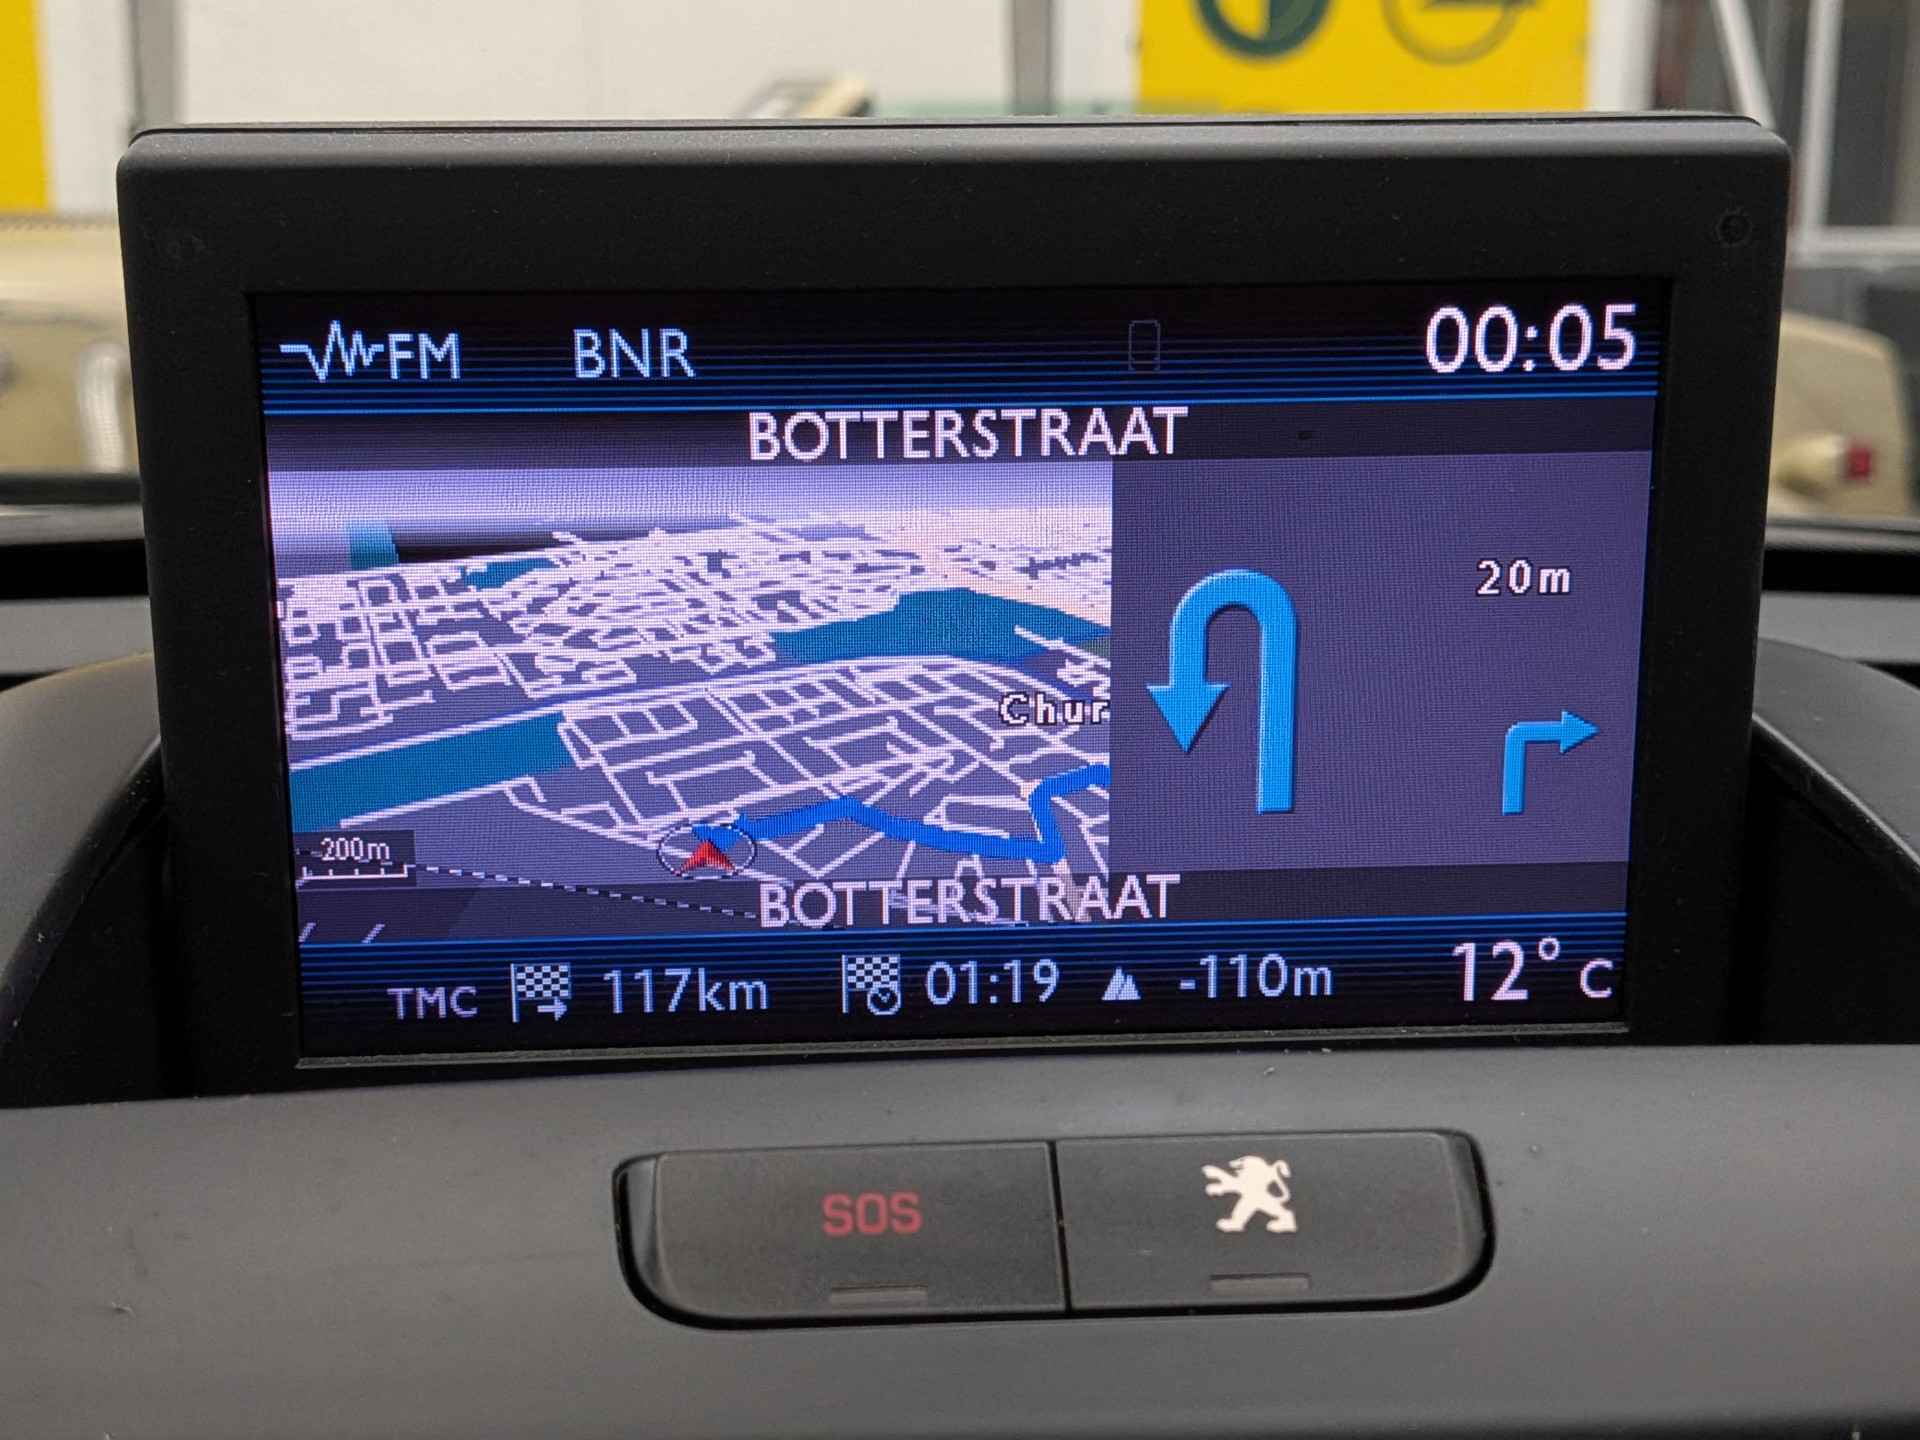 FM BNR 00:05
BOTTERSTRAAT
20m
Chur
200m
BOTTERSTRAAT
TMC 117km 01:19 -110m 12° C
SOS